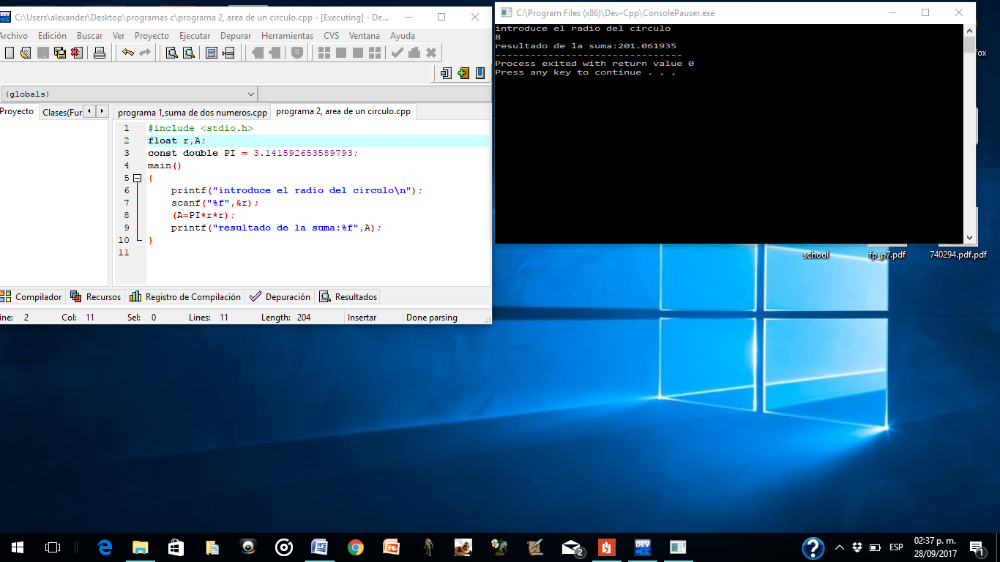 C:\Users\alexander\Desktop\programas c\programa 2, area de un circulo.cpp - [Executing] - De...
Archivo Edición Buscar Ver Proyecto Ejecutar Depurar Herramientas CVS Ventana Ayuda
(globals)
Proyecto Clases(Fur programa 1,suma de dos numeros.cpp programa 2, area de un circulo.cpp
1 #include <stdio.h>
2 float r,A;
3 const double PI = 3.141592653589793;
4 main()
5 {
6 printf("introduce el radio del circulo\n");
7 scanf("%f",&r);
8 (A=PI*r*r);
9 printf("resultado de la suma:%f",A);
10 }
11
Compilador Recursos Registro de Compilación Depuración Resultados
ine: 2 Col: 11 Sel: 0 Lines: 11 Length: 204 Insertar Done parsing
C:\Program Files (x86)\Dev-Cpp\ConsolePauser.exe
introduce el radio del circulo
8
resultado de la suma:201.061935
--------------------------------
Process exited with return value 0
Press any key to continue . . .
fox
school fp_p7.pdf 740294.pdf.pdf
DEV
2
ESP
02:37 p. m.
28/09/2017
1